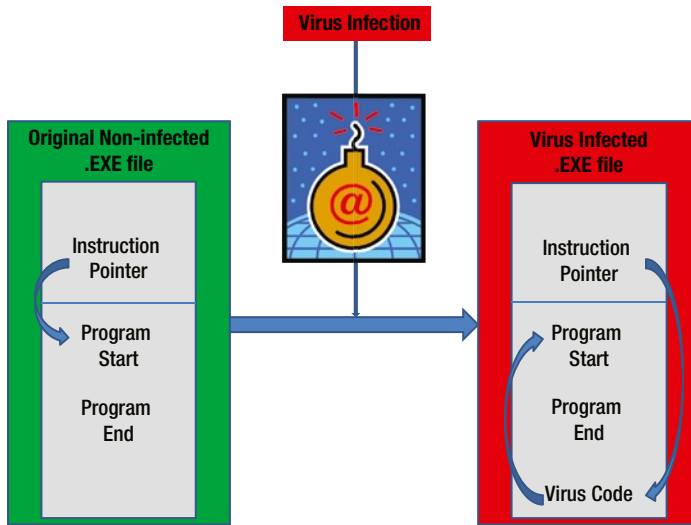 Virus Infection
@
Original Non-infected
.EXE file
Instruction
Pointer
Program
Start
Program
End
Virus Infected
.EXE file
Instruction
Pointer
Program
Start
Program
End
Virus Code